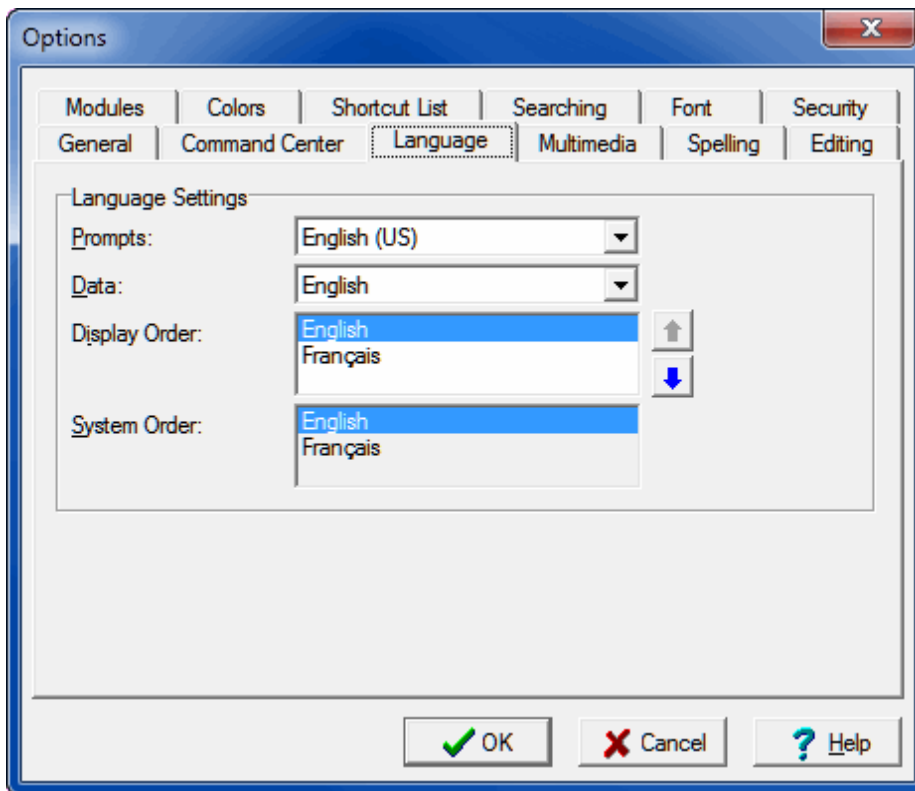 Options
Modules Colors Shortcut List Searching Font Security
General Command Center Language Multimedia Spelling Editing
Language Settings
Prompts: English (US)
Data: English
Display Order: English
Français
System Order: English
Français
OK Cancel Help